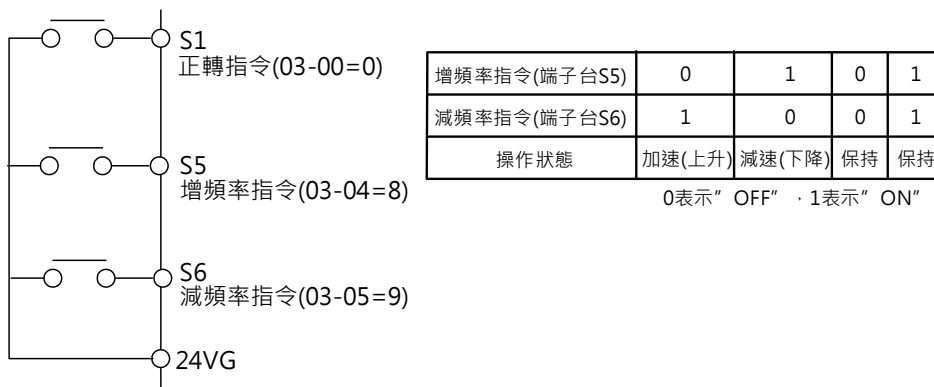 S1
正轉指令(03-00=0)
S5
增頻率指令(03-04=8)
S6
減頻率指令(03-05=9)
24VG
增頻率指令(端子台S5) 0 1 0 1
減頻率指令(端子台S6) 1 0 0 1
操作狀態 加速(上升) 減速(下降) 保持 保持
0表示" OFF" ，1表示" ON"